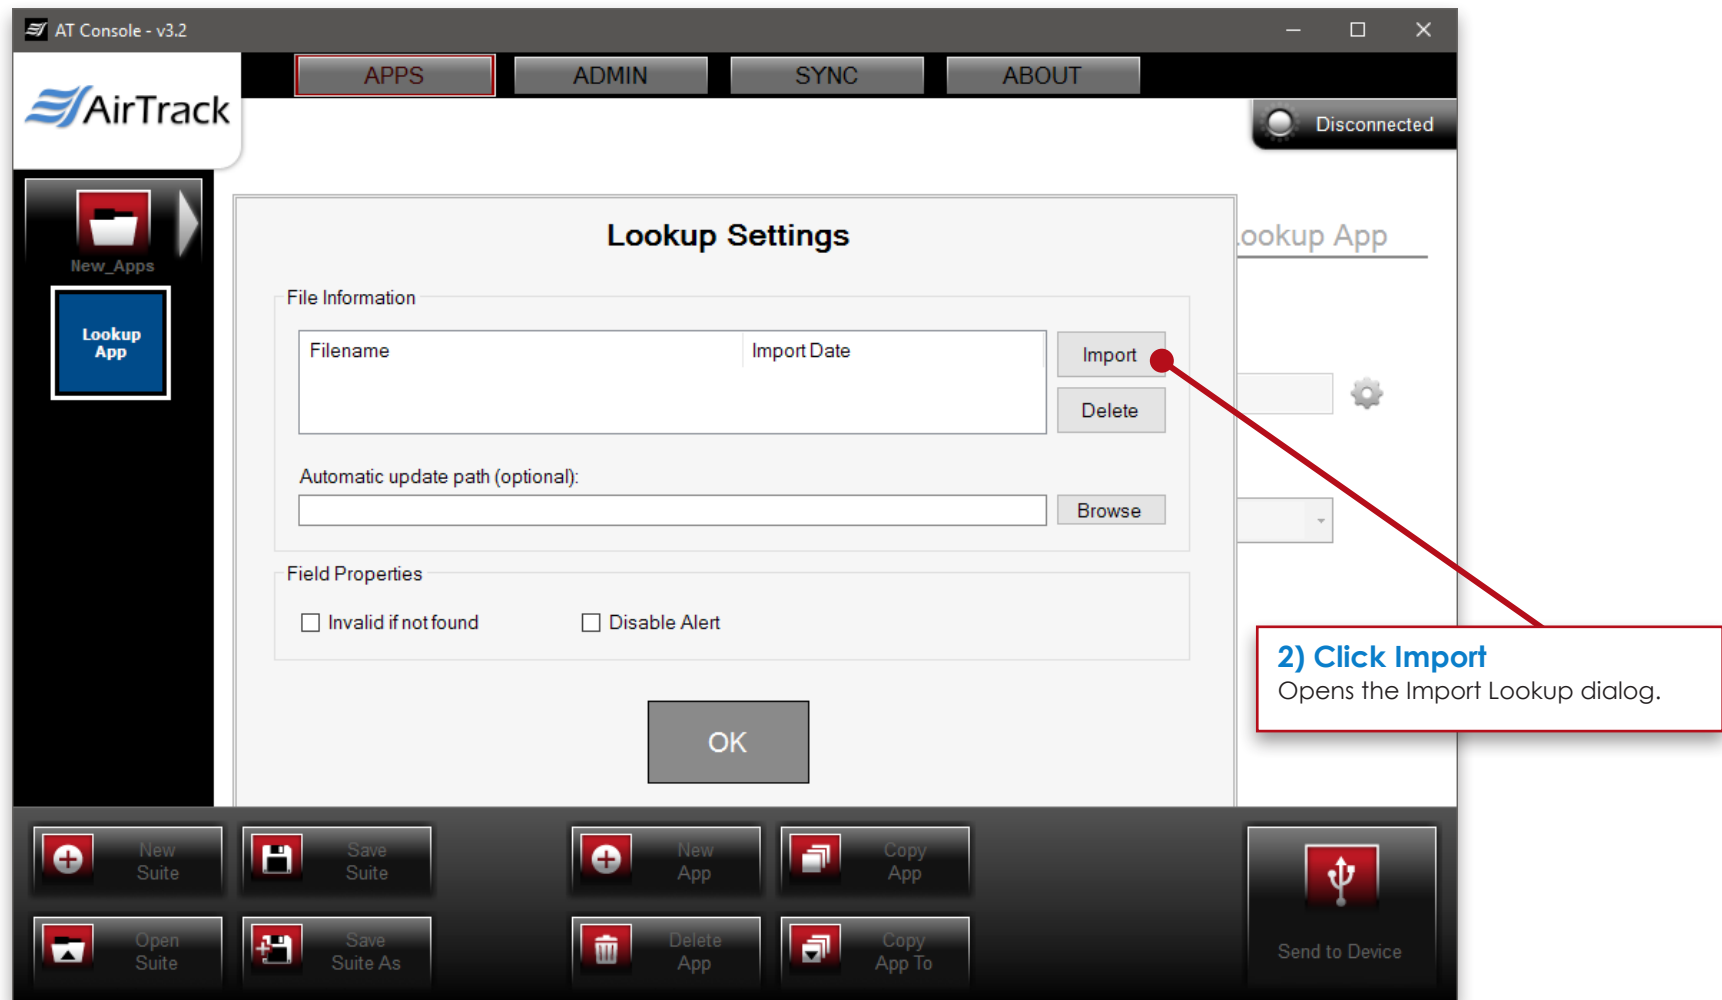 AT Console - v3.2
APPS
ADMIN
SYNC
ABOUT
AirTrack
Disconnected
New_Apps
Lookup
App
Lookup Settings
ookup App
File Information
Filename
Import Date
Import
Delete
Automatic update path (optional):
Browse
Field Properties
Invalid if not found
Disable Alert
2) Click Import
Opens the Import Lookup dialog.
OK
New
Suite
Save
Suite
New
App
Copy
App
Open
Suite
Save
Suite As
Delete
App
Copy
App To
Send to Device